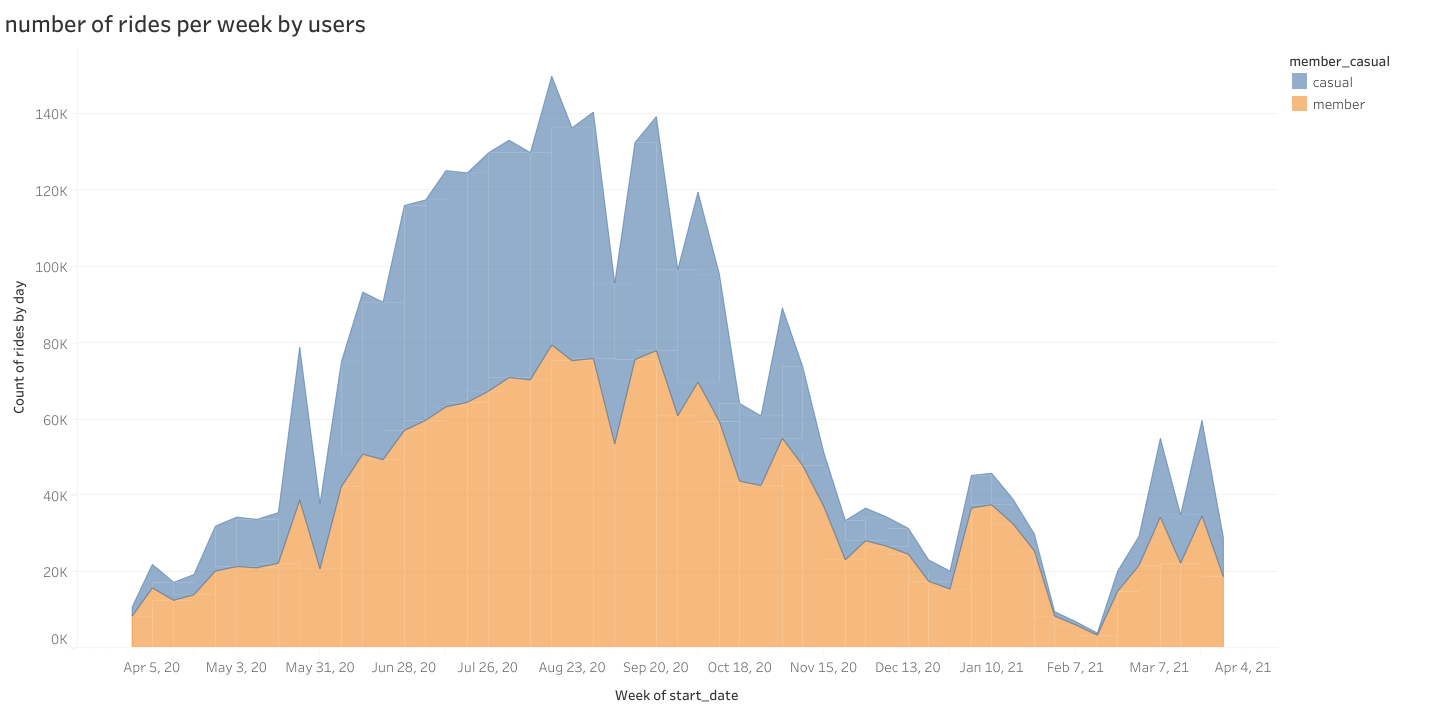 number of rides per week by users
member_casual
casual
member
Count of rides by day
140K
120K
100K
80K
60K
40K
20K
0K
Apr 5, 20 May 3, 20 May 31, 20 Jun 28, 20 Jul 26, 20 Aug 23, 20 Sep 20, 20 Oct 18, 20 Nov 15, 20 Dec 13, 20 Jan 10, 21 Feb 7, 21 Mar 7, 21 Apr 4, 21
Week of start_date